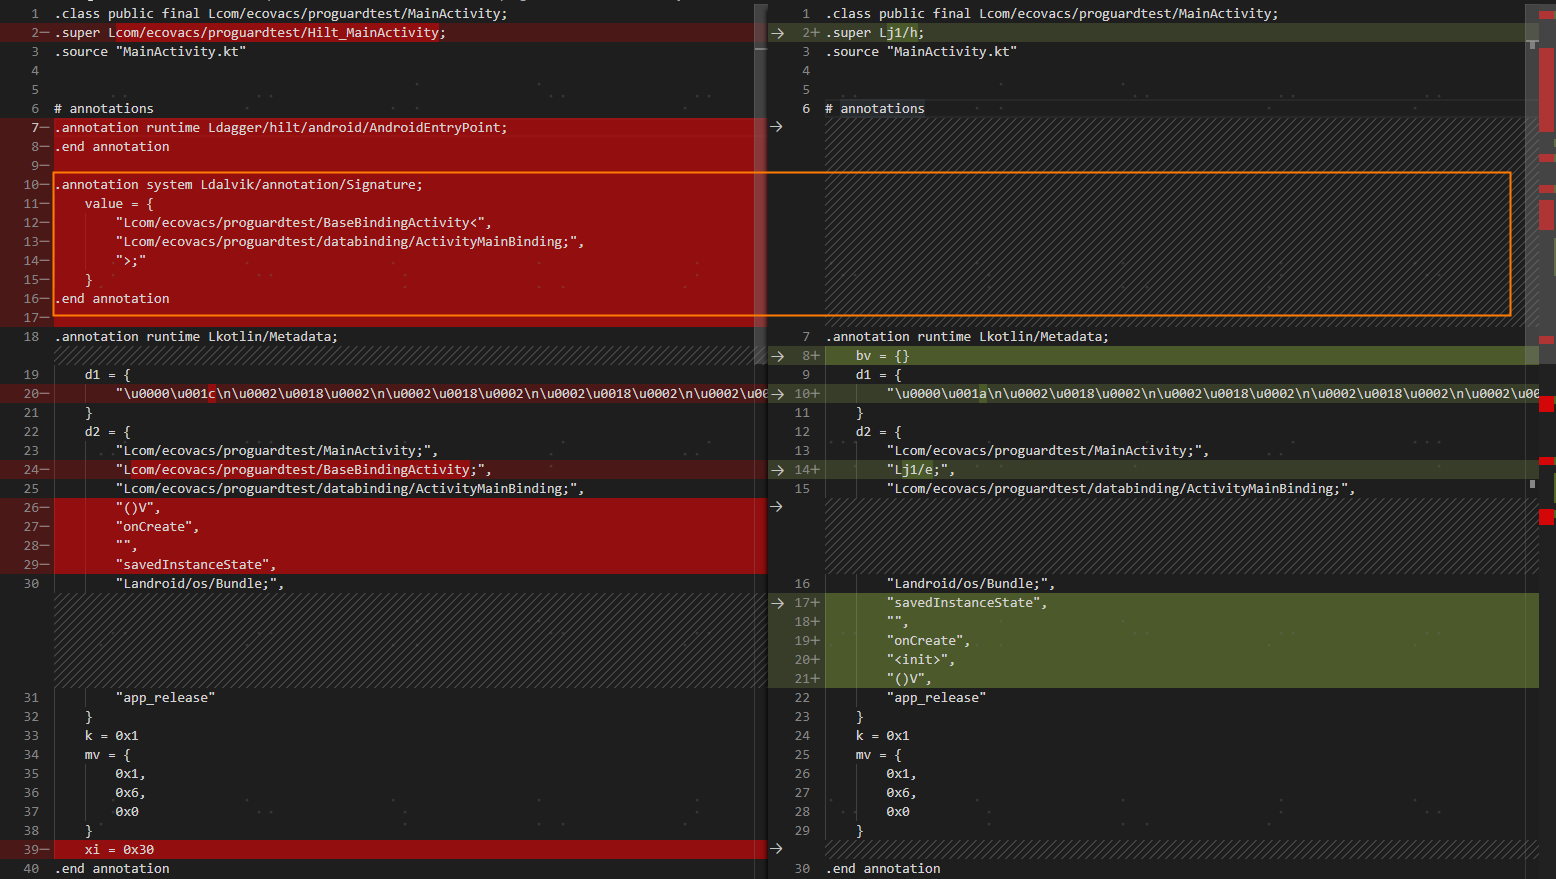 1 .class public final Lcom/ecovacs/proguardtest/MainActivity;
2− .super Lcom/ecovacs/proguardtest/Hilt_MainActivity;
3 .source "MainActivity.kt"
4
5
6 # annotations
7− .annotation runtime Ldagger/hilt/android/AndroidEntryPoint;
8− .end annotation
9−
10− .annotation system Ldalvik/annotation/Signature;
11− value = {
12− "Lcom/ecovacs/proguardtest/BaseBindingActivity<",
13− "Lcom/ecovacs/proguardtest/databinding/ActivityMainBinding;",
14− ">;"
15− }
16− .end annotation
17−
18 .annotation runtime Lkotlin/Metadata;
19 d1 = {
20− "\u0000\u001c\n\u0002\u0018\u0002\n\u0002\u0018\u0002\n\u0002\u0018\u0002\n\u0002\u00
21 }
22 d2 = {
23 "Lcom/ecovacs/proguardtest/MainActivity;",
24− "Lcom/ecovacs/proguardtest/BaseBindingActivity;",
25 "Lcom/ecovacs/proguardtest/databinding/ActivityMainBinding;",
26− "()V",
27− "onCreate",
28− "",
29− "savedInstanceState",
30 "Landroid/os/Bundle;",
31 "app_release"
32 }
33 k = 0x1
34 mv = {
35 0x1,
36 0x6,
37 0x0
38 }
39− xi = 0x30
40 .end annotation
1 .class public final Lcom/ecovacs/proguardtest/MainActivity;
→ 2+ .super Lj1/h;
3 .source "MainActivity.kt"
4
5
6 # annotations
→
7 .annotation runtime Lkotlin/Metadata;
→ 8+ bv = {}
9 d1 = {
→ 10+ "\u0000\u001a\n\u0002\u0018\u0002\n\u0002\u0018\u0002\n\u0002\u0018\u0002\n\u0002\u00
11 }
12 d2 = {
13 "Lcom/ecovacs/proguardtest/MainActivity;",
→ 14+ "Lj1/e;",
15 "Lcom/ecovacs/proguardtest/databinding/ActivityMainBinding;",
→
16 "Landroid/os/Bundle;",
→ 17+ "savedInstanceState",
18+ "",
19+ "onCreate",
20+ "<init>",
21+ "()V",
22 "app_release"
23 }
24 k = 0x1
25 mv = {
26 0x1,
27 0x6,
28 0x0
29 }
→
30 .end annotation